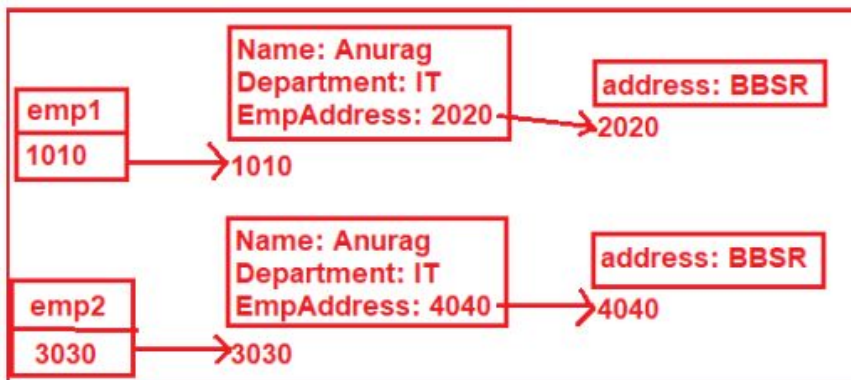 emp1
1010
Name: Anurag
Department: IT
EmpAddress: 2020
1010
address: BBSR
2020
emp2
3030
Name: Anurag
Department: IT
EmpAddress: 4040
3030
address: BBSR
4040